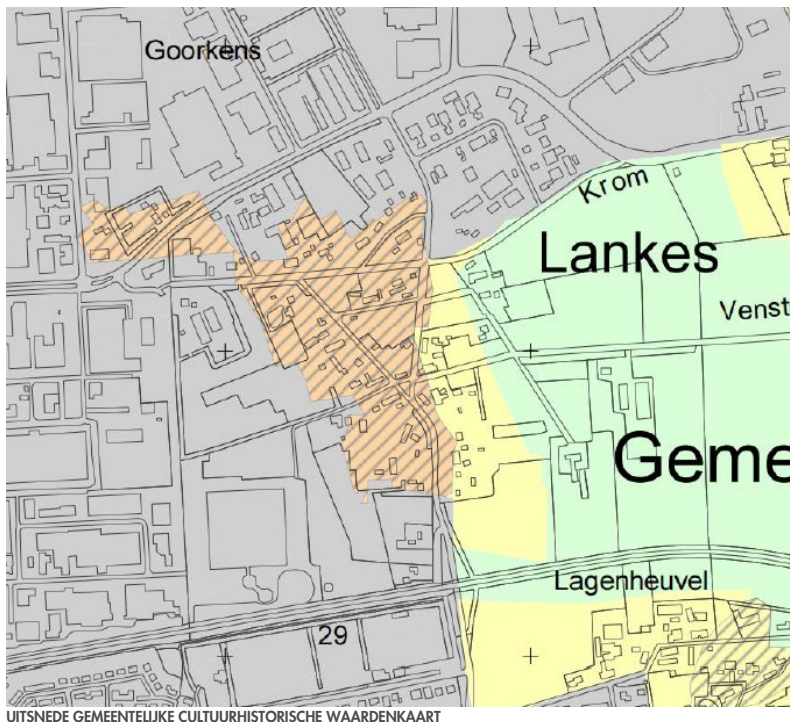 Goorkens
Krom
Lankes
Venst
Geme
Lagenheuvel
29
UITSNEDE GEMEENTELIJKE CULTUURHISTORISCHE WAARDENKAART